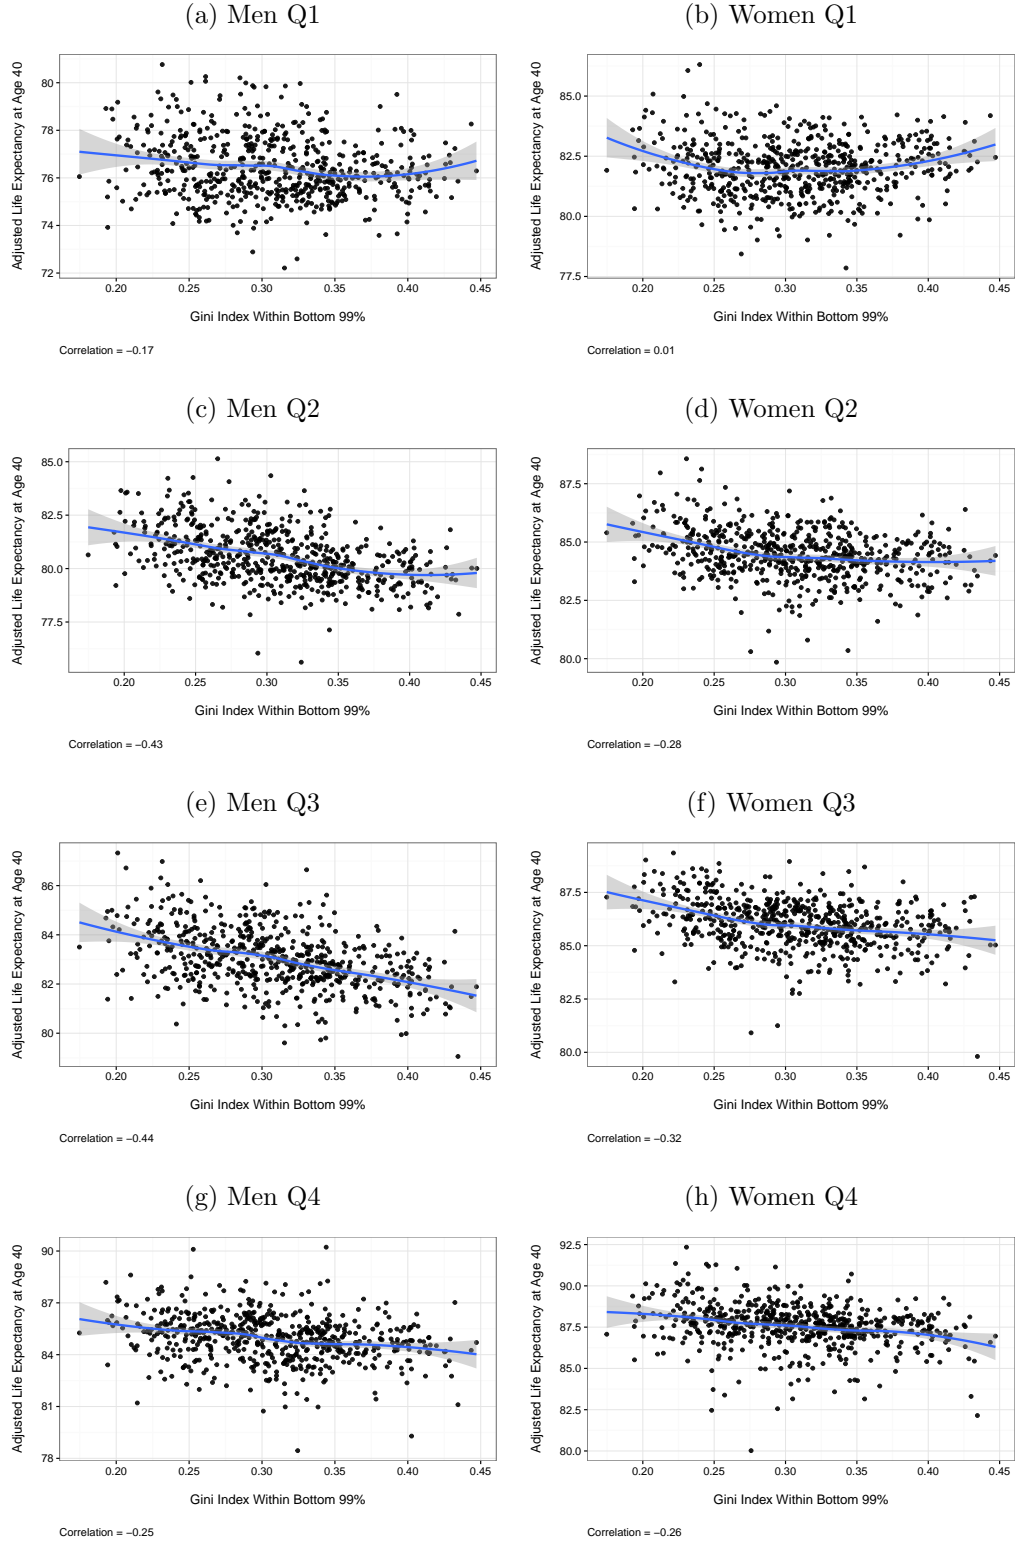 (a) Men Q1
Adjusted Life Expectancy at Age 40
80
78
76
74
72
0.20 0.25 0.30 0.35 0.40 0.45
Gini Index Within Bottom 99%
Correlation = −0.17
(b) Women Q1
Adjusted Life Expectancy at Age 40
85.0
82.5
80.0
77.5
0.20 0.25 0.30 0.35 0.40 0.45
Gini Index Within Bottom 99%
Correlation = 0.01
(c) Men Q2
Adjusted Life Expectancy at Age 40
85.0
82.5
80.0
77.5
0.20 0.25 0.30 0.35 0.40 0.45
Gini Index Within Bottom 99%
Correlation = −0.43
(d) Women Q2
Adjusted Life Expectancy at Age 40
87.5
85.0
82.5
80.0
0.20 0.25 0.30 0.35 0.40 0.45
Gini Index Within Bottom 99%
Correlation = −0.28
(e) Men Q3
Adjusted Life Expectancy at Age 40
86
84
82
80
0.20 0.25 0.30 0.35 0.40 0.45
Gini Index Within Bottom 99%
Correlation = −0.44
(f) Women Q3
Adjusted Life Expectancy at Age 40
87.5
85.0
82.5
80.0
0.20 0.25 0.30 0.35 0.40 0.45
Gini Index Within Bottom 99%
Correlation = −0.32
(g) Men Q4
Adjusted Life Expectancy at Age 40
90
87
84
81
78
0.20 0.25 0.30 0.35 0.40 0.45
Gini Index Within Bottom 99%
Correlation = −0.25
(h) Women Q4
Adjusted Life Expectancy at Age 40
92.5
90.0
87.5
85.0
82.5
80.0
0.20 0.25 0.30 0.35 0.40 0.45
Gini Index Within Bottom 99%
Correlation = −0.26